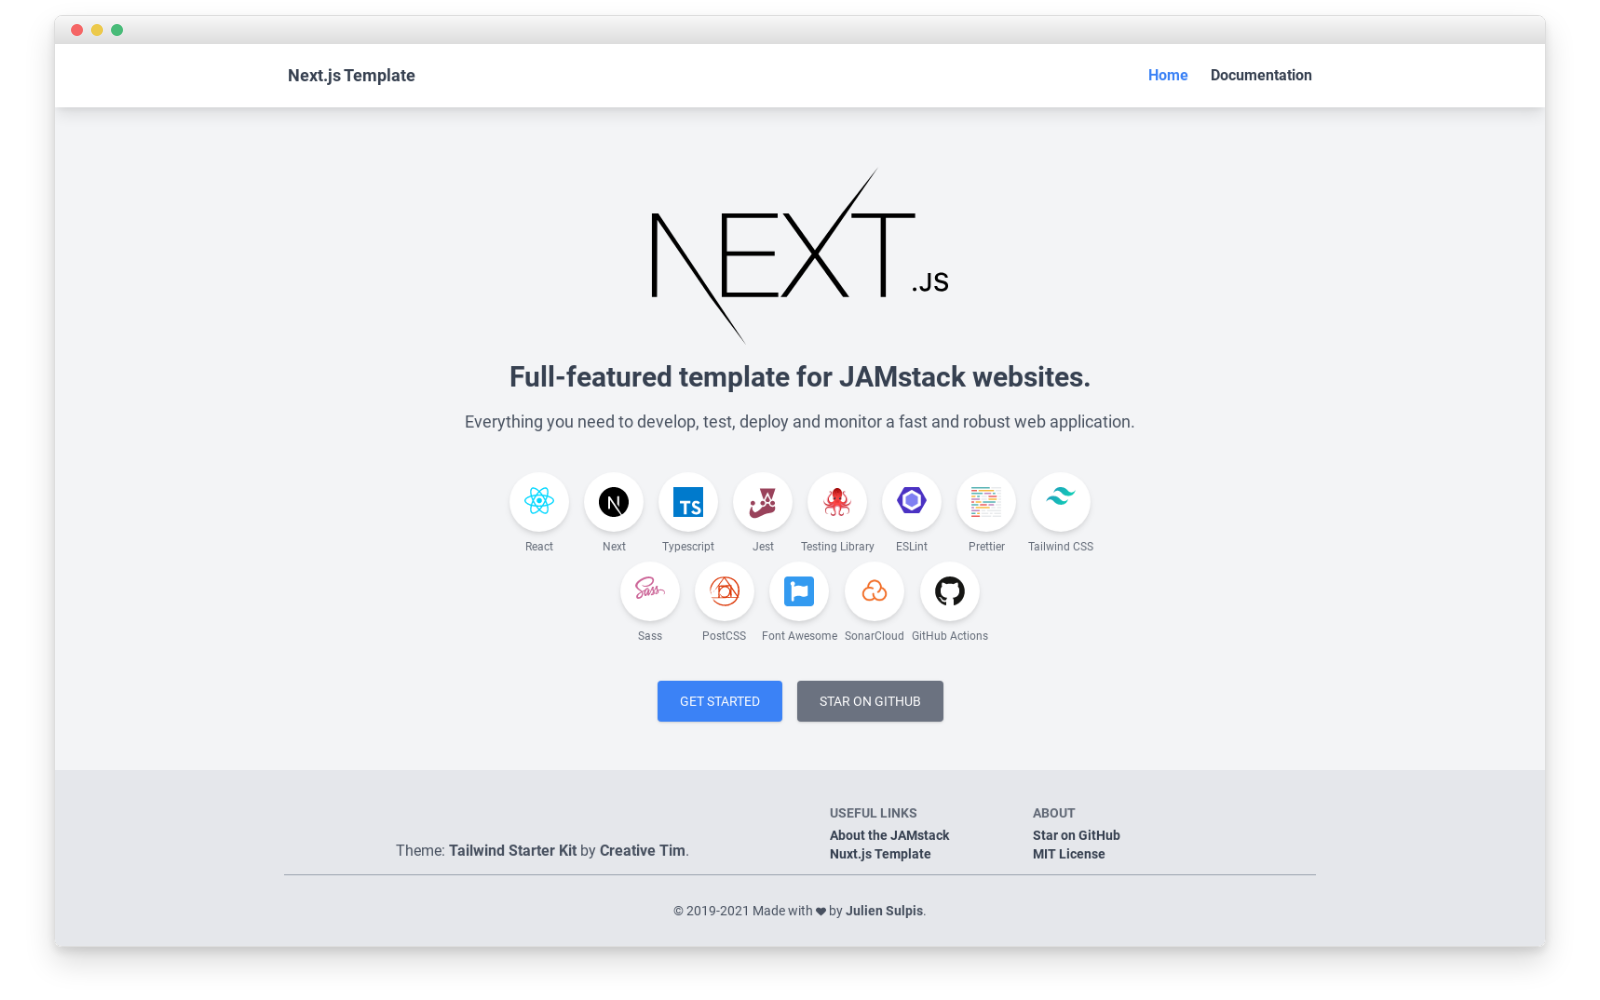 Next.js Template
Home
Documentation
NEXT.JS
Full-featured template for JAMstack websites.
Everything you need to develop, test, deploy and monitor a fast and robust web application.
N
TS
React
Next
Typescript
Jest
Testing Library
ESLint
Prettier
Tailwind CSS
Sass
Sass
PostCSS
Font Awesome
SonarCloud
GitHub Actions
GET STARTED
STAR ON GITHUB
Theme: Tailwind Starter Kit by Creative Tim.
USEFUL LINKS
About the JAMstack
Nuxt.js Template
ABOUT
Star on GitHub
MIT License
© 2019-2021 Made with ♥ by Julien Sulpis.